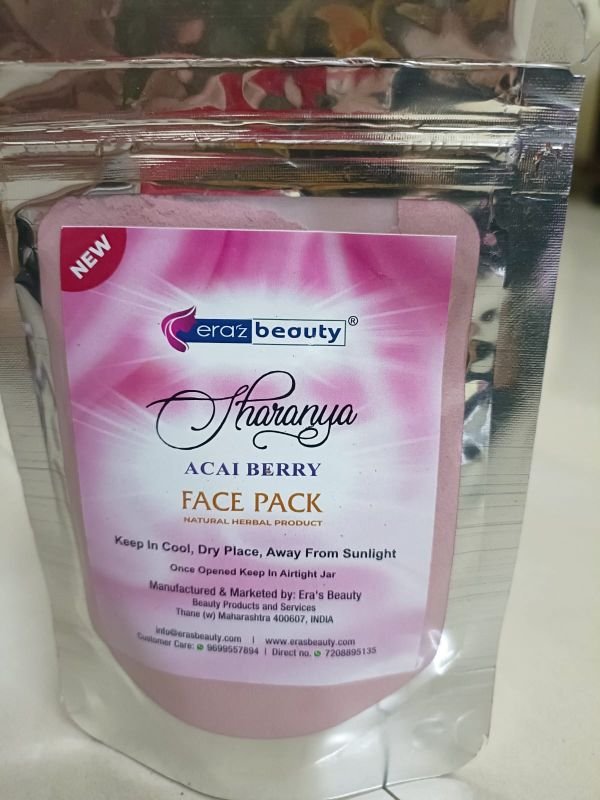 NEW
era'z beauty®
Sharanya
ACAI BERRY
FACE PACK
NATURAL HERBAL PRODUCT
Keep In Cool, Dry Place, Away From Sunlight
Once Opened Keep In Airtight Jar
Manufactured & Marketed by: Era's Beauty
Beauty Products and Services
Thane (w) Maharashtra 400607, INDIA
info@erasbeauty.com | www.erasbeauty.com
Customer Care: 9699557894 | Direct no. 7208895135